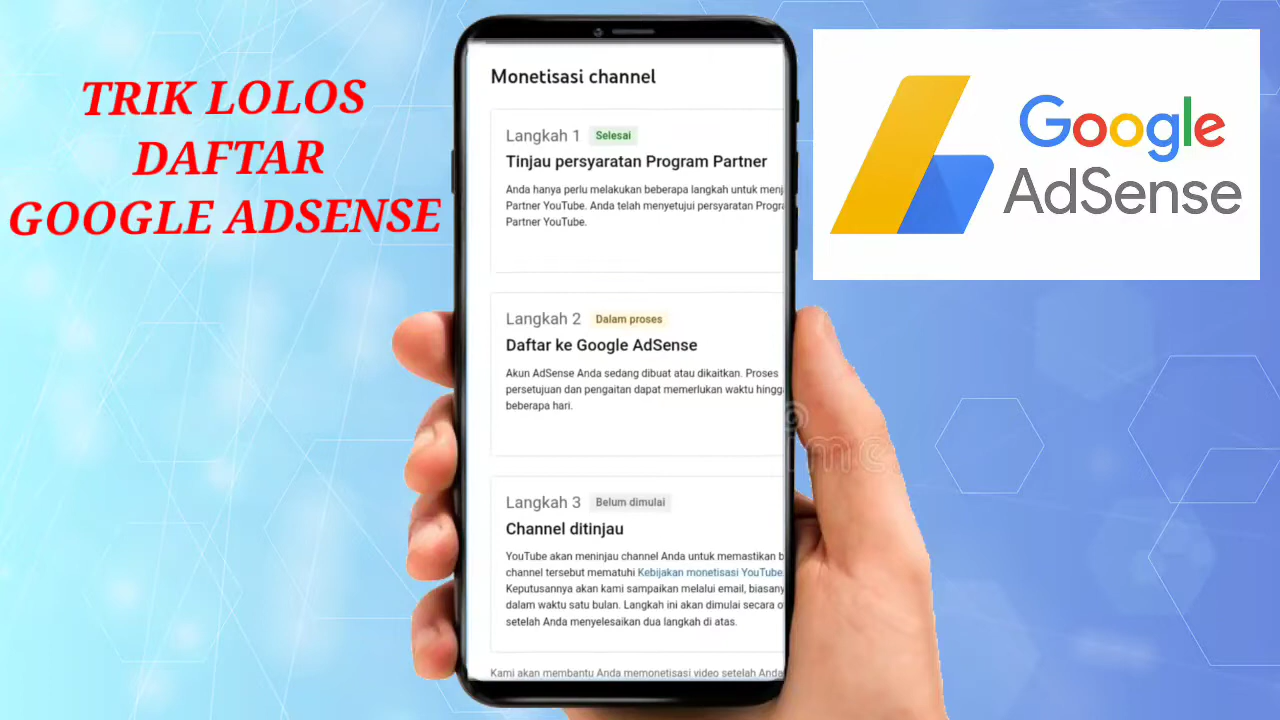 TRIK LOLOS
DAFTAR
GOOGLE ADSENSE
Monetisasi channel
Langkah 1 Selesai
Tinjau persyaratan Program Partner
Anda hanya perlu melakukan beberapa langkah untuk menj
Partner YouTube. Anda telah menyetujui persyaratan Progra
Partner YouTube.
Langkah 2 Dalam proses
Daftar ke Google AdSense
Akun AdSense Anda sedang dibuat atau dikaitkan. Proses
persetujuan dan pengaitan dapat memerlukan waktu hingga
beberapa hari.
Langkah 3 Belum dimulai
Channel ditinjau
YouTube akan meninjau channel Anda untuk memastikan b
channel tersebut mematuhi Kebijakan monetisasi YouTube.
Keputusannya akan kami sampaikan melalui email, biasany
dalam waktu satu bulan. Langkah ini akan dimulai secara o
setelah Anda menyelesaikan dua langkah di atas.
Kami akan membantu Anda memonetisasi video setelah Anda
Google
AdSense